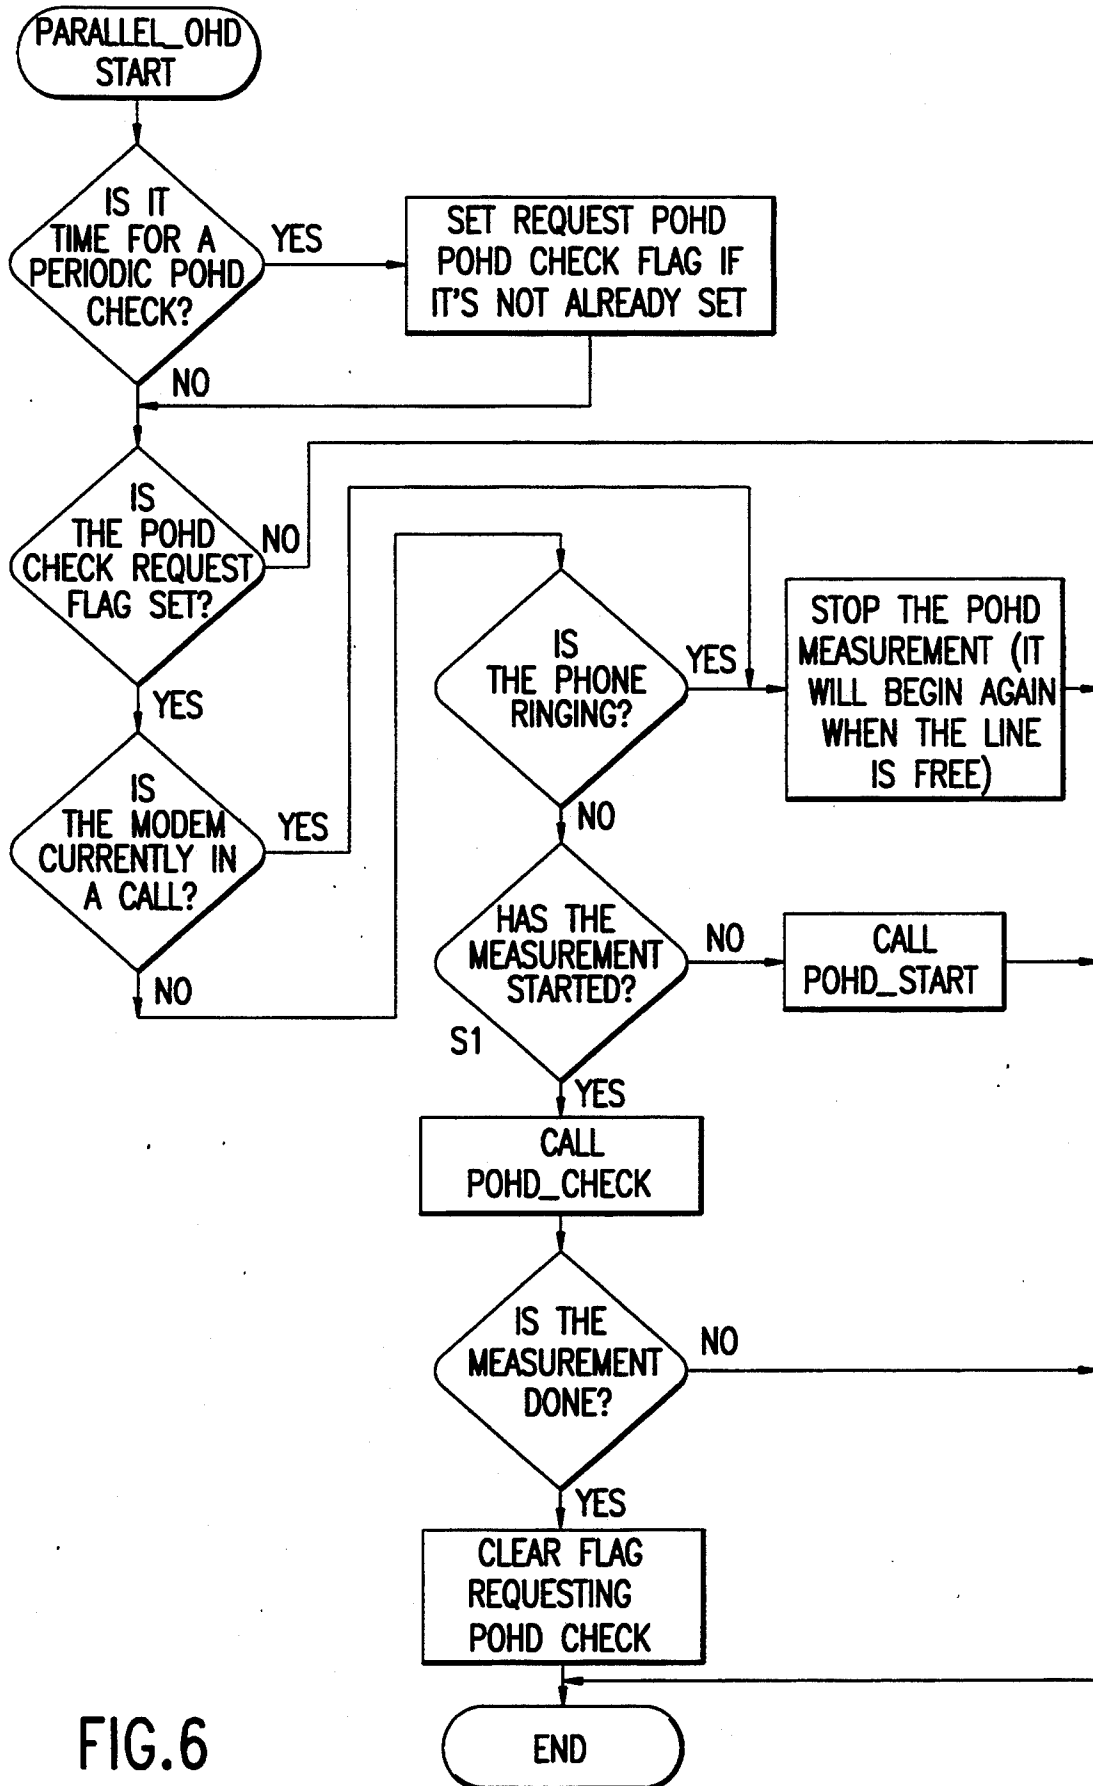 PARALLEL_OHD
START
IS IT
TIME FOR A
PERIODIC POHD
CHECK?
YES
SET REQUEST POHD
POHD CHECK FLAG IF
IT'S NOT ALREADY SET
NO
IS
THE POHD
CHECK REQUEST
FLAG SET?
NO
YES
IS
THE MODEM
CURRENTLY IN
A CALL?
YES
NO
IS
THE PHONE
RINGING?
YES
STOP THE POHD
MEASUREMENT (IT
WILL BEGIN AGAIN
WHEN THE LINE
IS FREE)
NO
HAS THE
MEASUREMENT
STARTED?
S1
NO
CALL
POHD_START
YES
CALL
POHD_CHECK
IS THE
MEASUREMENT
DONE?
NO
YES
CLEAR FLAG
REQUESTING
POHD CHECK
END
FIG.6